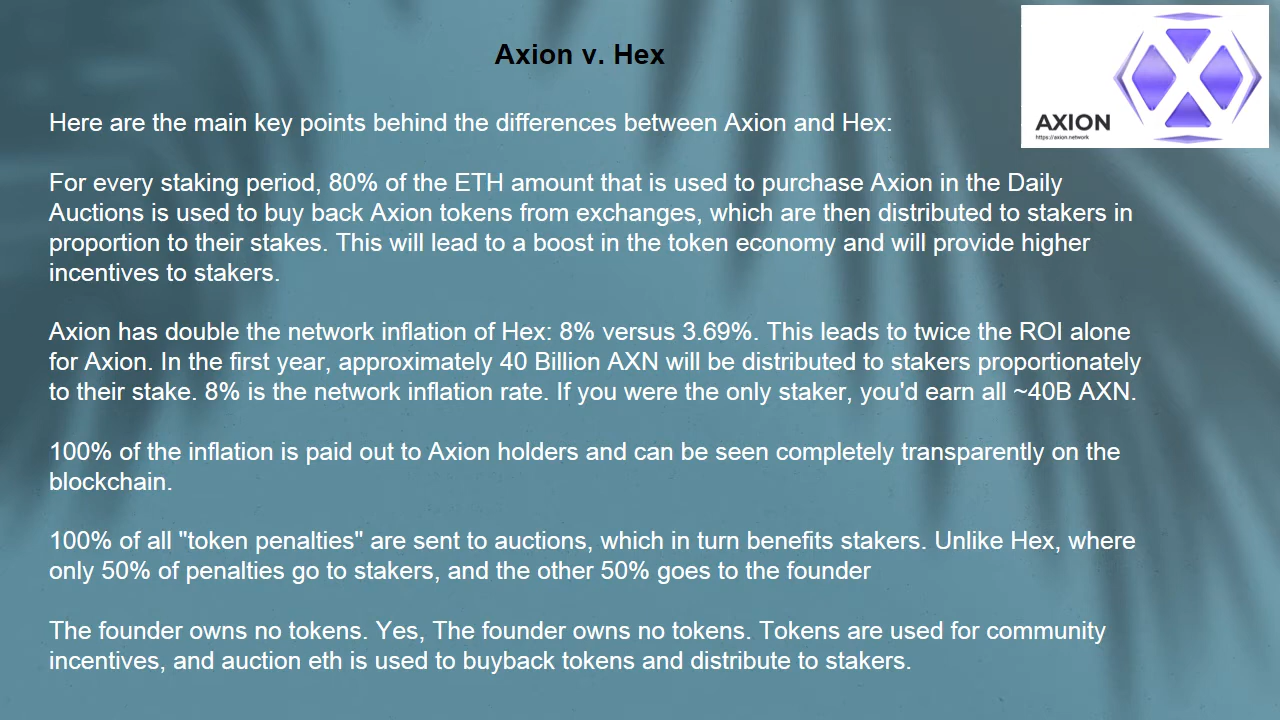 Axion v. Hex
AXION
https://axion.network
Here are the main key points behind the differences between Axion and Hex:
For every staking period, 80% of the ETH amount that is used to purchase Axion in the Daily
Auctions is used to buy back Axion tokens from exchanges, which are then distributed to stakers in
proportion to their stakes. This will lead to a boost in the token economy and will provide higher
incentives to stakers.
Axion has double the network inflation of Hex: 8% versus 3.69%. This leads to twice the ROI alone
for Axion. In the first year, approximately 40 Billion AXN will be distributed to stakers proportionately
to their stake. 8% is the network inflation rate. If you were the only staker, you'd earn all ~40B AXN.
100% of the inflation is paid out to Axion holders and can be seen completely transparently on the
blockchain.
100% of all "token penalties" are sent to auctions, which in turn benefits stakers. Unlike Hex, where
only 50% of penalties go to stakers, and the other 50% goes to the founder
The founder owns no tokens. Yes, The founder owns no tokens. Tokens are used for community
incentives, and auction eth is used to buyback tokens and distribute to stakers.